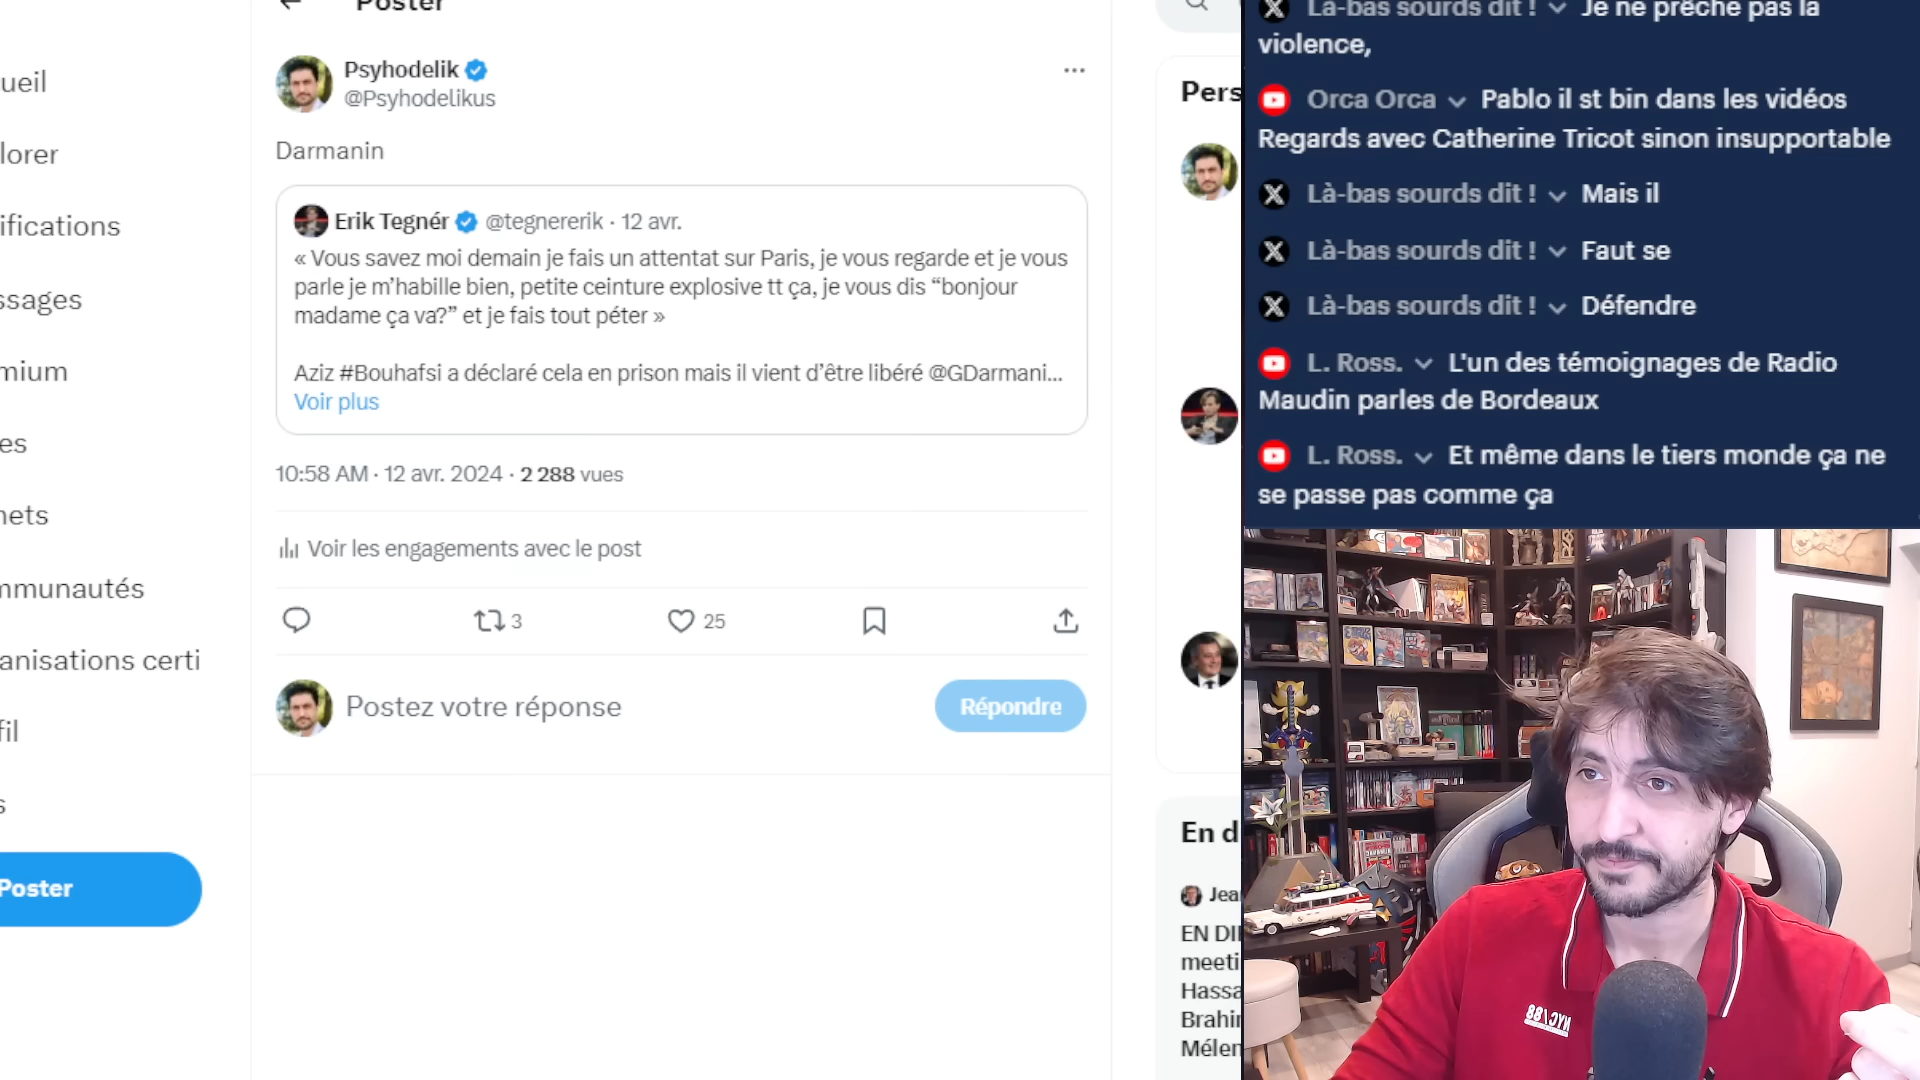 Poster
Psyhodelik
@Psyhodelikus
Darmanin
Erik Tegnér @tegnererik · 12 avr.
« Vous savez moi demain je fais un attentat sur Paris, je vous regarde et je vous
parle je m’habille bien, petite ceinture explosive tt ça, je vous dis “bonjour
madame ça va?” et je fais tout péter »
Aziz #Bouhafsi a déclaré cela en prison mais il vient d’être libéré @GDarmani...
Voir plus
10:58 AM · 12 avr. 2024 · 2 288 vues
Voir les engagements avec le post
3
25
Postez votre réponse
Répondre
ueil
lorer
ifications
ssages
mium
es
nets
mmunautés
anisations certi
fil
s
Poster
Pers
En d
Jea
EN DI
meeti
Hassa
Brahir
Mélen
Là-bas sourds dit ! Je ne prêche pas la
violence,
Orca Orca Pablo il st bin dans les vidéos
Regards avec Catherine Tricot sinon insupportable
Là-bas sourds dit ! Mais il
Là-bas sourds dit ! Faut se
Là-bas sourds dit ! Défendre
L. Ross. L'un des témoignages de Radio
Maudin parles de Bordeaux
L. Ross. Et même dans le tiers monde ça ne
se passe pas comme ça
NYC/88